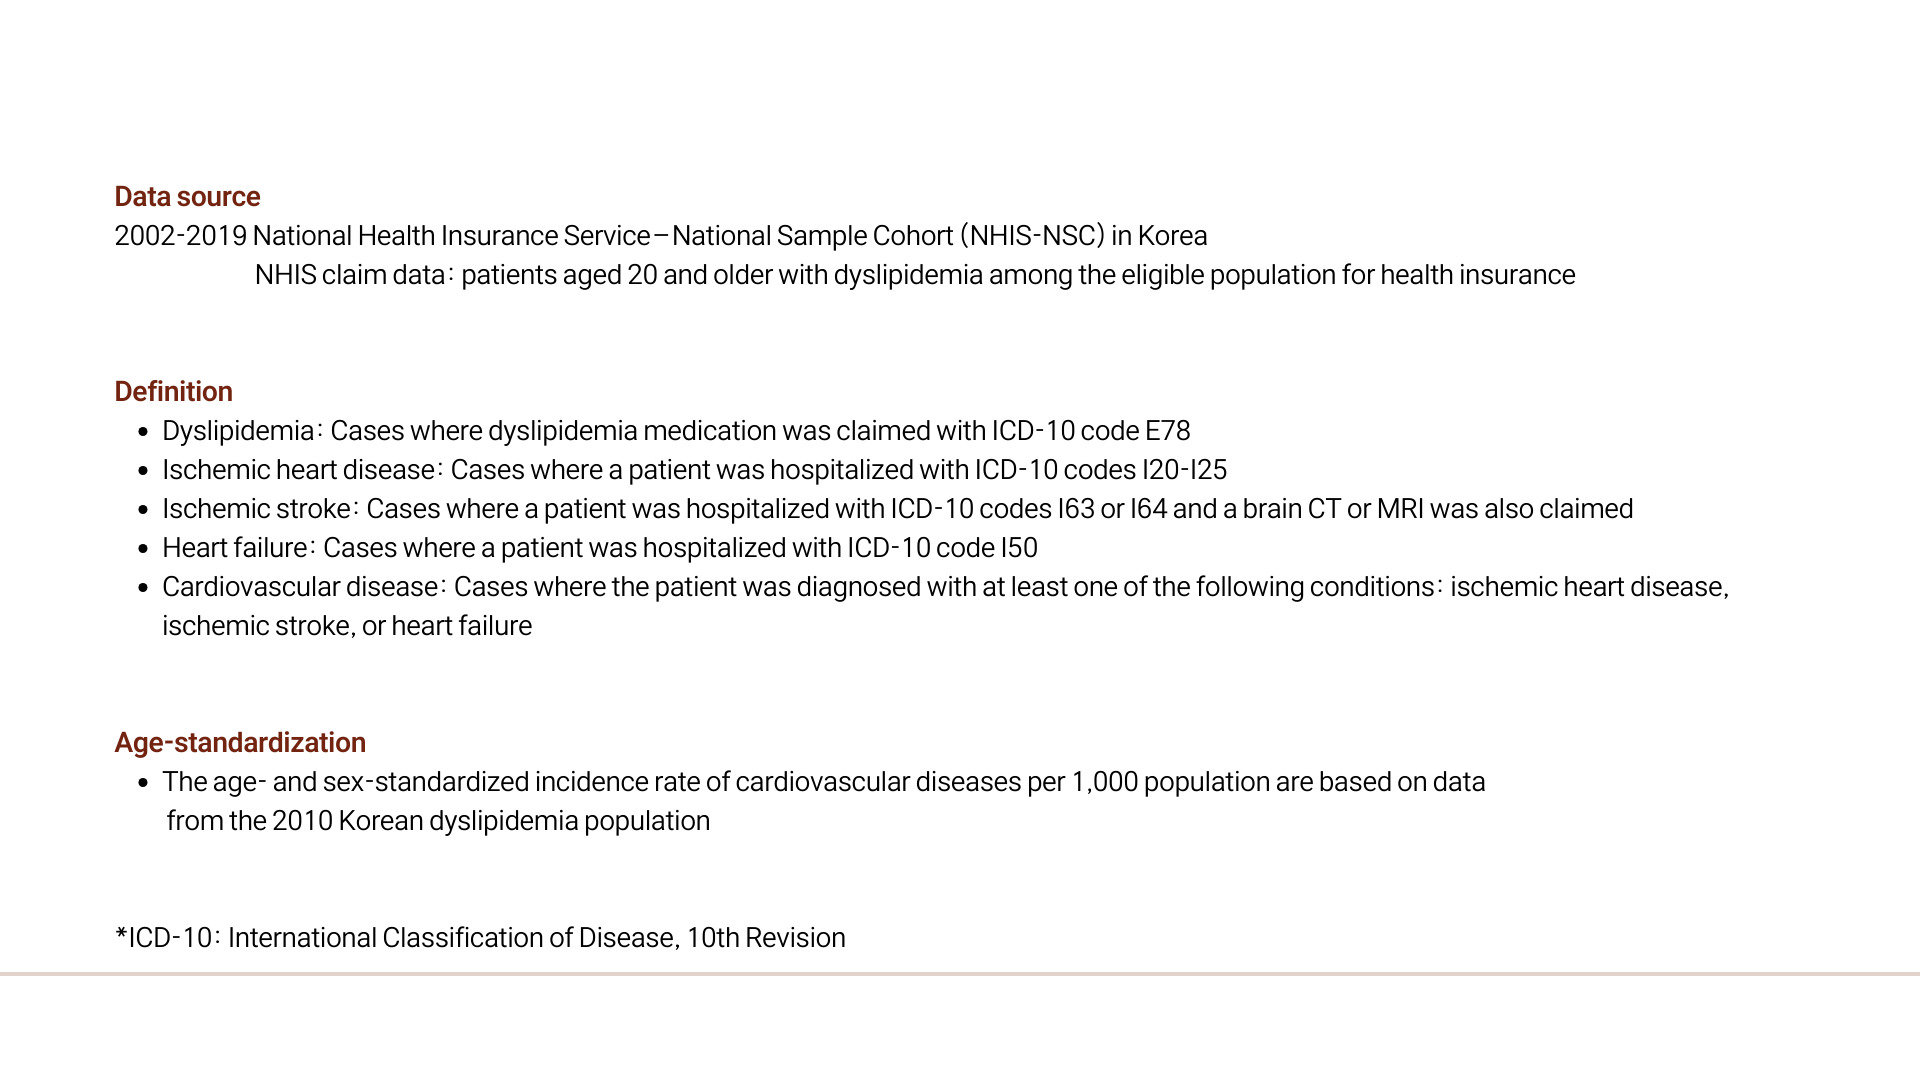 Data source
2002-2019 National Health Insurance Service–National Sample Cohort (NHIS-NSC) in Korea
NHIS claim data: patients aged 20 and older with dyslipidemia among the eligible population for health insurance
Definition
• Dyslipidemia: Cases where dyslipidemia medication was claimed with ICD-10 code E78
• Ischemic heart disease: Cases where a patient was hospitalized with ICD-10 codes I20-I25
• Ischemic stroke: Cases where a patient was hospitalized with ICD-10 codes I63 or I64 and a brain CT or MRI was also claimed
• Heart failure: Cases where a patient was hospitalized with ICD-10 code I50
• Cardiovascular disease: Cases where the patient was diagnosed with at least one of the following conditions: ischemic heart disease,
ischemic stroke, or heart failure
Age-standardization
• The age- and sex-standardized incidence rate of cardiovascular diseases per 1,000 population are based on data
from the 2010 Korean dyslipidemia population
*ICD-10: International Classification of Disease, 10th Revision